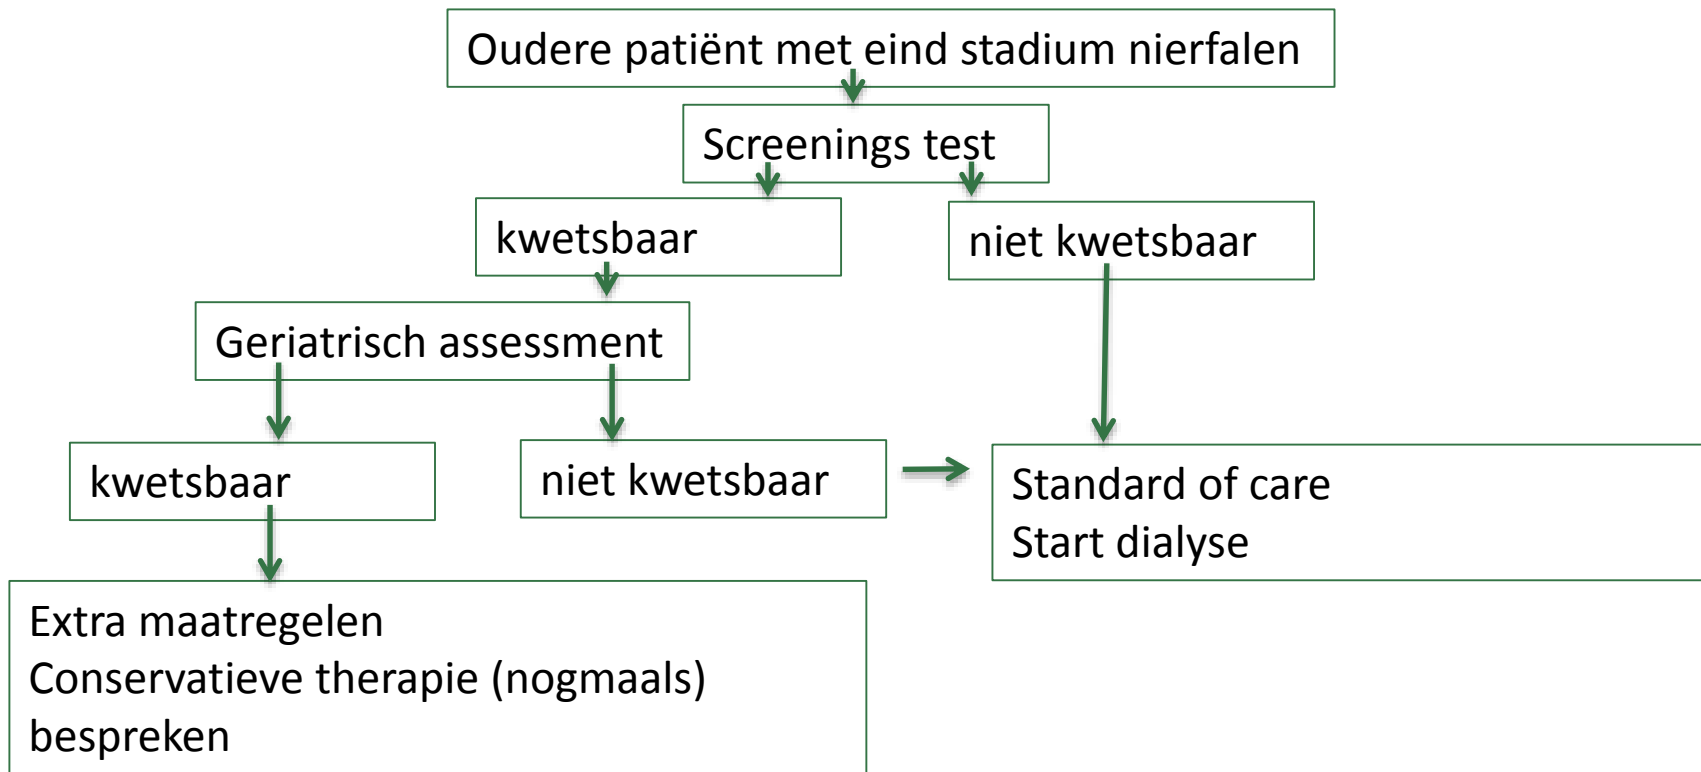 Oudere patiënt met eind stadium nierfalen
Screenings test
kwetsbaar
niet kwetsbaar
Geriatrisch assessment
kwetsbaar
niet kwetsbaar
Standard of care
Start dialyse
Extra maatregelen
Conservatieve therapie (nogmaals)
bespreken